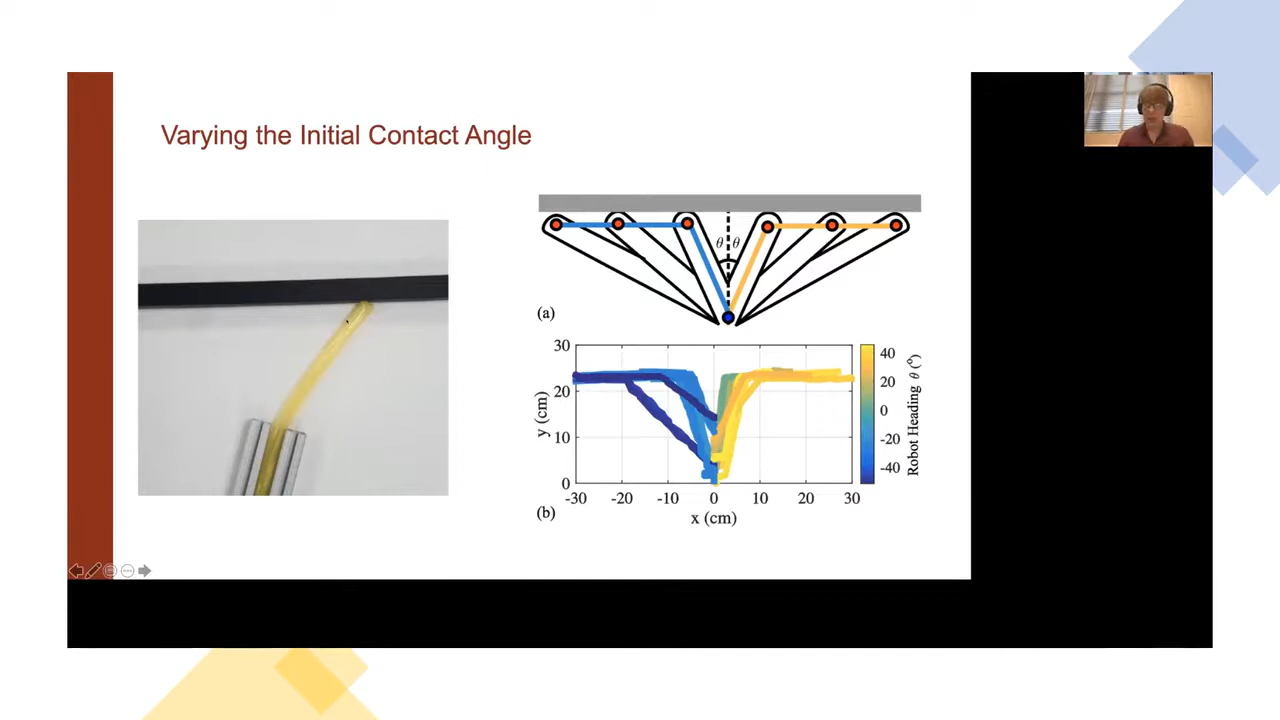 Varying the Initial Contact Angle
θ θ
(a)
30
20
10
0
y (cm)
-30 -20 -10 0 10 20 30
x (cm)
(b)
40
20
0
-20
-40
Robot Heading θ (°)